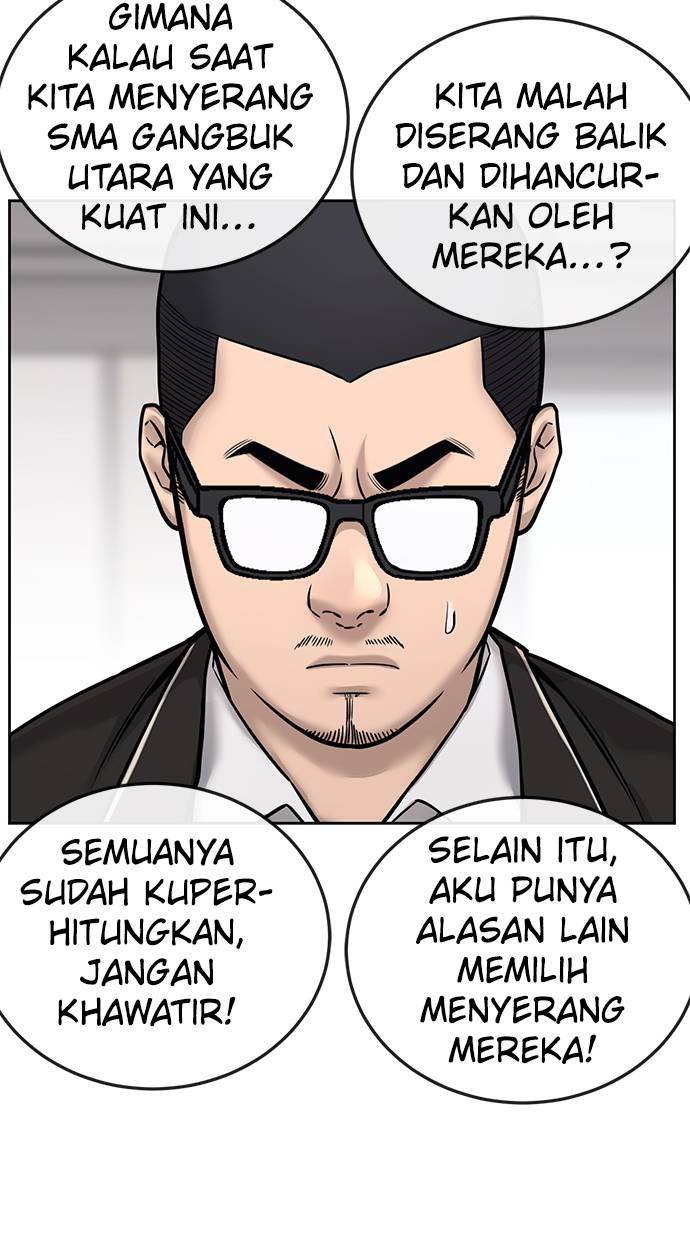 GIMANA
KALAU SAAT
KITA MENYERANG
SMA GANGBUK
UTARA YANG
KUAT INI...
KITA MALAH
DISERANG BALIK
DAN DIHANCUR-
KAN OLEH
MEREKA...?
SEMUANYA
SUDAH KUPER-
HITUNGKAN,
JANGAN
KHAWATIR!
SELAIN ITU,
AKU PUNYA
ALASAN LAIN
MEMILIH
MENYERANG
MEREKA!